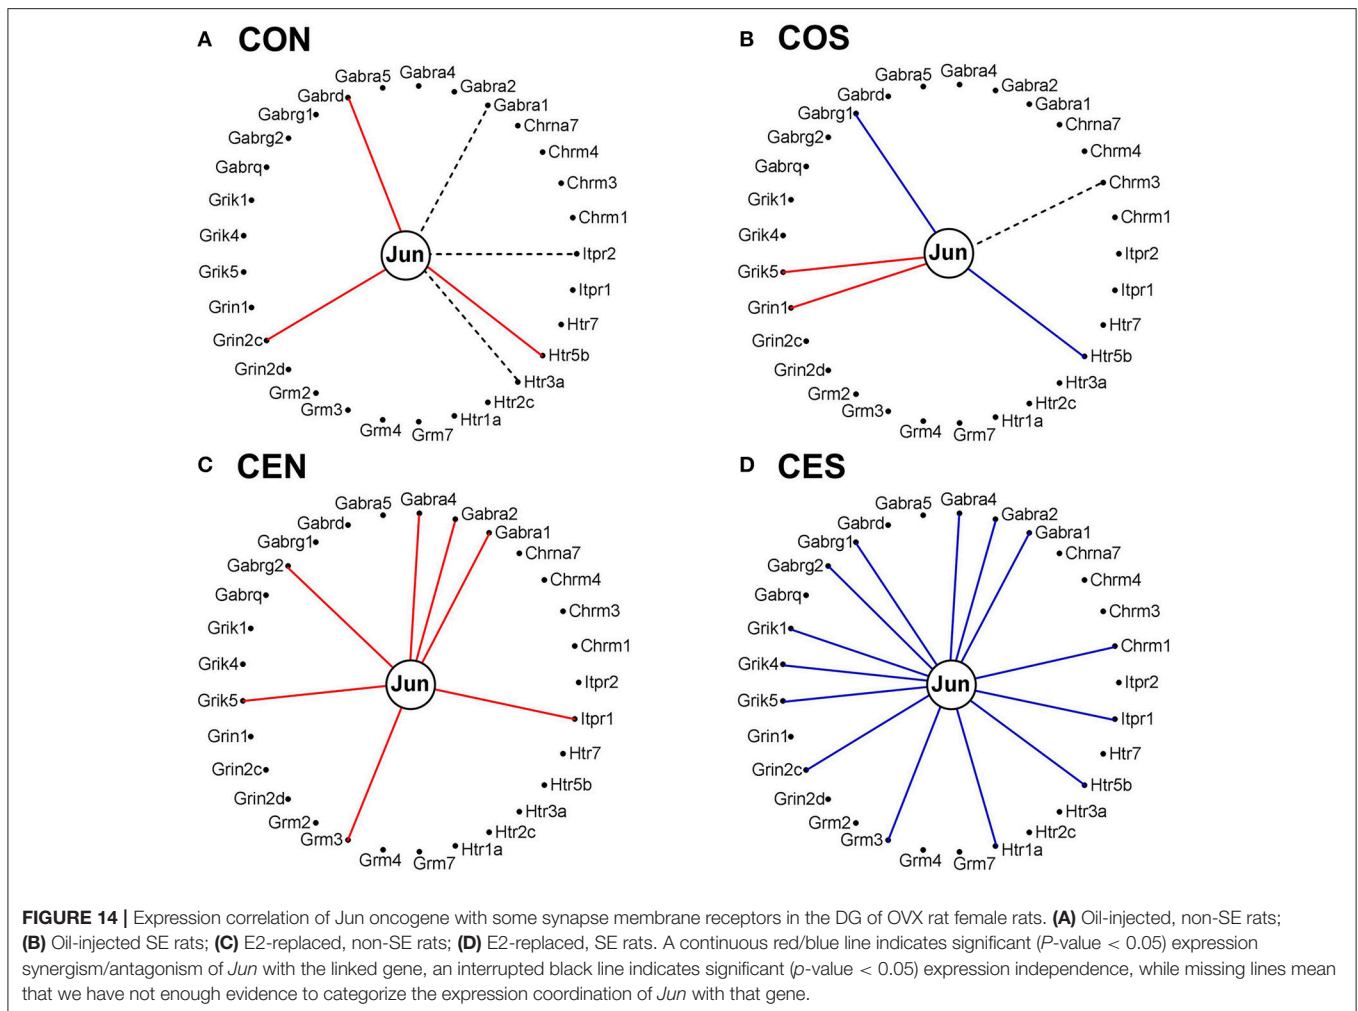 A CON
Gabra5
Gabra4
Gabra2
Gabrd
Gabra1
Gabrg1
Chrna7
Gabrg2
Chrm4
Gabrq
Chrm3
Grik1
Chrm1
Grik4
Jun
Itpr2
Grik5
Itpr1
Grin1
Htr7
Grin2c
Htr5b
Grin2d
Htr3a
Grm2
Htr2c
Grm3
Htr1a
Grm4
Grm7
B COS
Gabra5
Gabra4
Gabra2
Gabrd
Gabra1
Gabrg1
Chrna7
Gabrg2
Chrm4
Gabrq
Chrm3
Grik1
Chrm1
Grik4
Jun
Itpr2
Grik5
Itpr1
Grin1
Htr7
Grin2c
Htr5b
Grin2d
Htr3a
Grm2
Htr2c
Grm3
Htr1a
Grm4
Grm7
C CEN
Gabra5
Gabra4
Gabra2
Gabrd
Gabra1
Gabrg1
Chrna7
Gabrg2
Chrm4
Gabrq
Chrm3
Grik1
Chrm1
Grik4
Jun
Itpr2
Grik5
Itpr1
Grin1
Htr7
Grin2c
Htr5b
Grin2d
Htr3a
Grm2
Htr2c
Grm3
Htr1a
Grm4
Grm7
D CES
Gabra5
Gabra4
Gabra2
Gabrd
Gabra1
Gabrg1
Chrna7
Gabrg2
Chrm4
Gabrq
Chrm3
Grik1
Chrm1
Grik4
Jun
Itpr2
Grik5
Itpr1
Grin1
Htr7
Grin2c
Htr5b
Grin2d
Htr3a
Grm2
Htr2c
Grm3
Htr1a
Grm4
Grm7
FIGURE 14 | Expression correlation of Jun oncogene with some synapse membrane receptors in the DG of OVX rat female rats. (A) Oil-injected, non-SE rats;
(B) Oil-injected SE rats; (C) E2-replaced, non-SE rats; (D) E2-replaced, SE rats. A continuous red/blue line indicates significant (P-value < 0.05) expression
synergism/antagonism of Jun with the linked gene, an interrupted black line indicates significant (p-value < 0.05) expression independence, while missing lines mean
that we have not enough evidence to categorize the expression coordination of Jun with that gene.